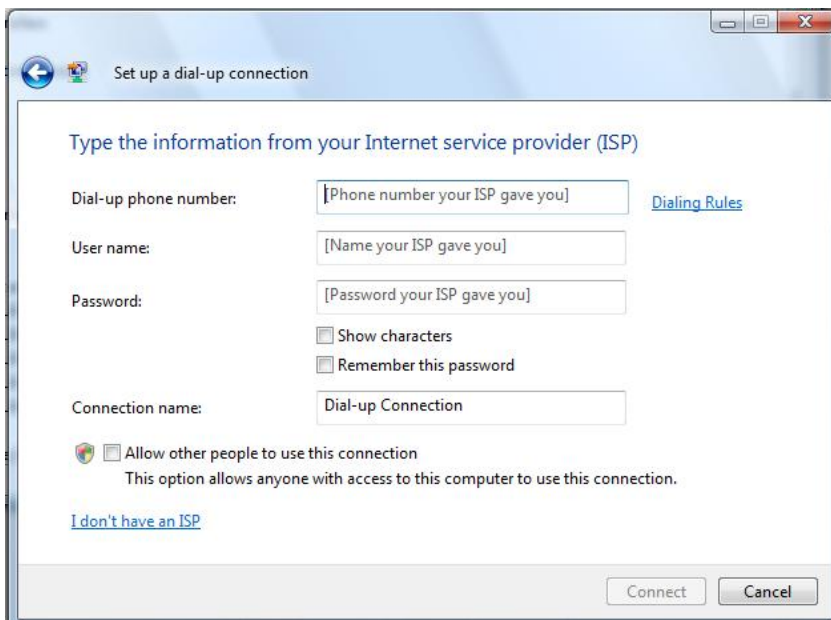 Set up a dial-up connection
Type the information from your Internet service provider (ISP)
Dial-up phone number: [Phone number your ISP gave you] Dialing Rules
User name: [Name your ISP gave you]
Password: [Password your ISP gave you]
Show characters
Remember this password
Connection name: Dial-up Connection
Allow other people to use this connection
This option allows anyone with access to this computer to use this connection.
I don't have an ISP
Connect Cancel